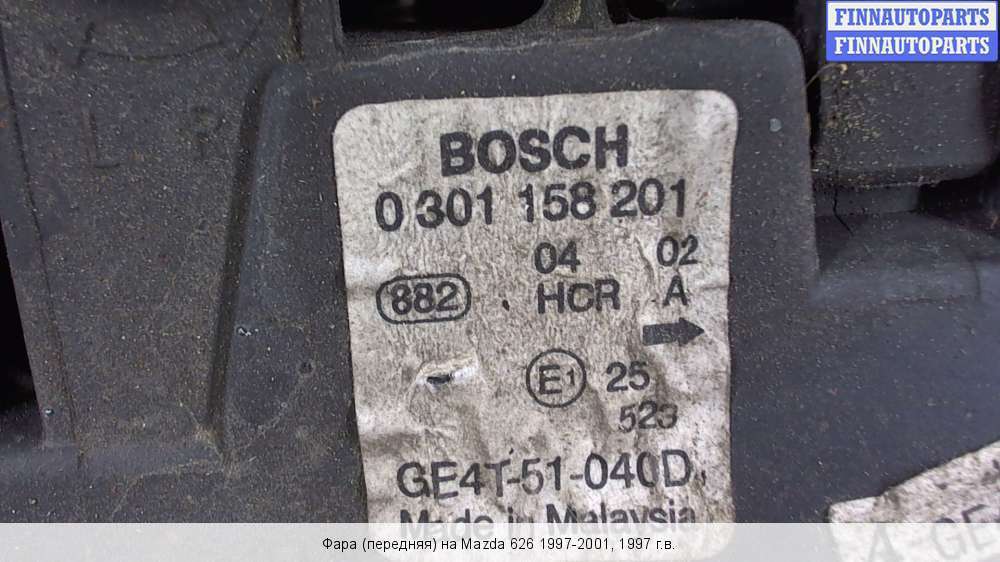 FINNAUTOPARTS
FINNAUTOPARTS
BOSCH
0 301 158 201
04 02
882 HCR A
E1 25
523
GE4T-51-040D
Made in Malaysia
A GE
Фара (передняя) на Mazda 626 1997-2001, 1997 г.в.